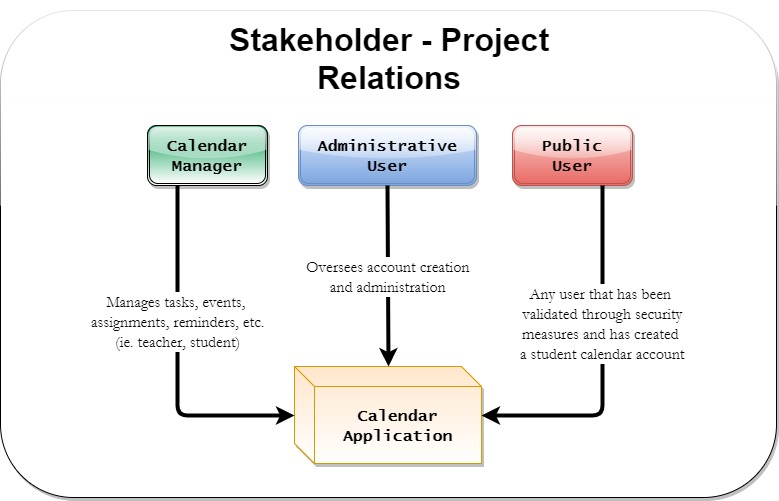 Stakeholder - Project
Relations
Calendar
Manager
Administrative
User
Public
User
Oversees account creation
and administration
Manages tasks, events,
assignments, reminders, etc.
(ie. teacher, student)
Any user that has been
validated through security
measures and has created
a student calendar account
Calendar
Application